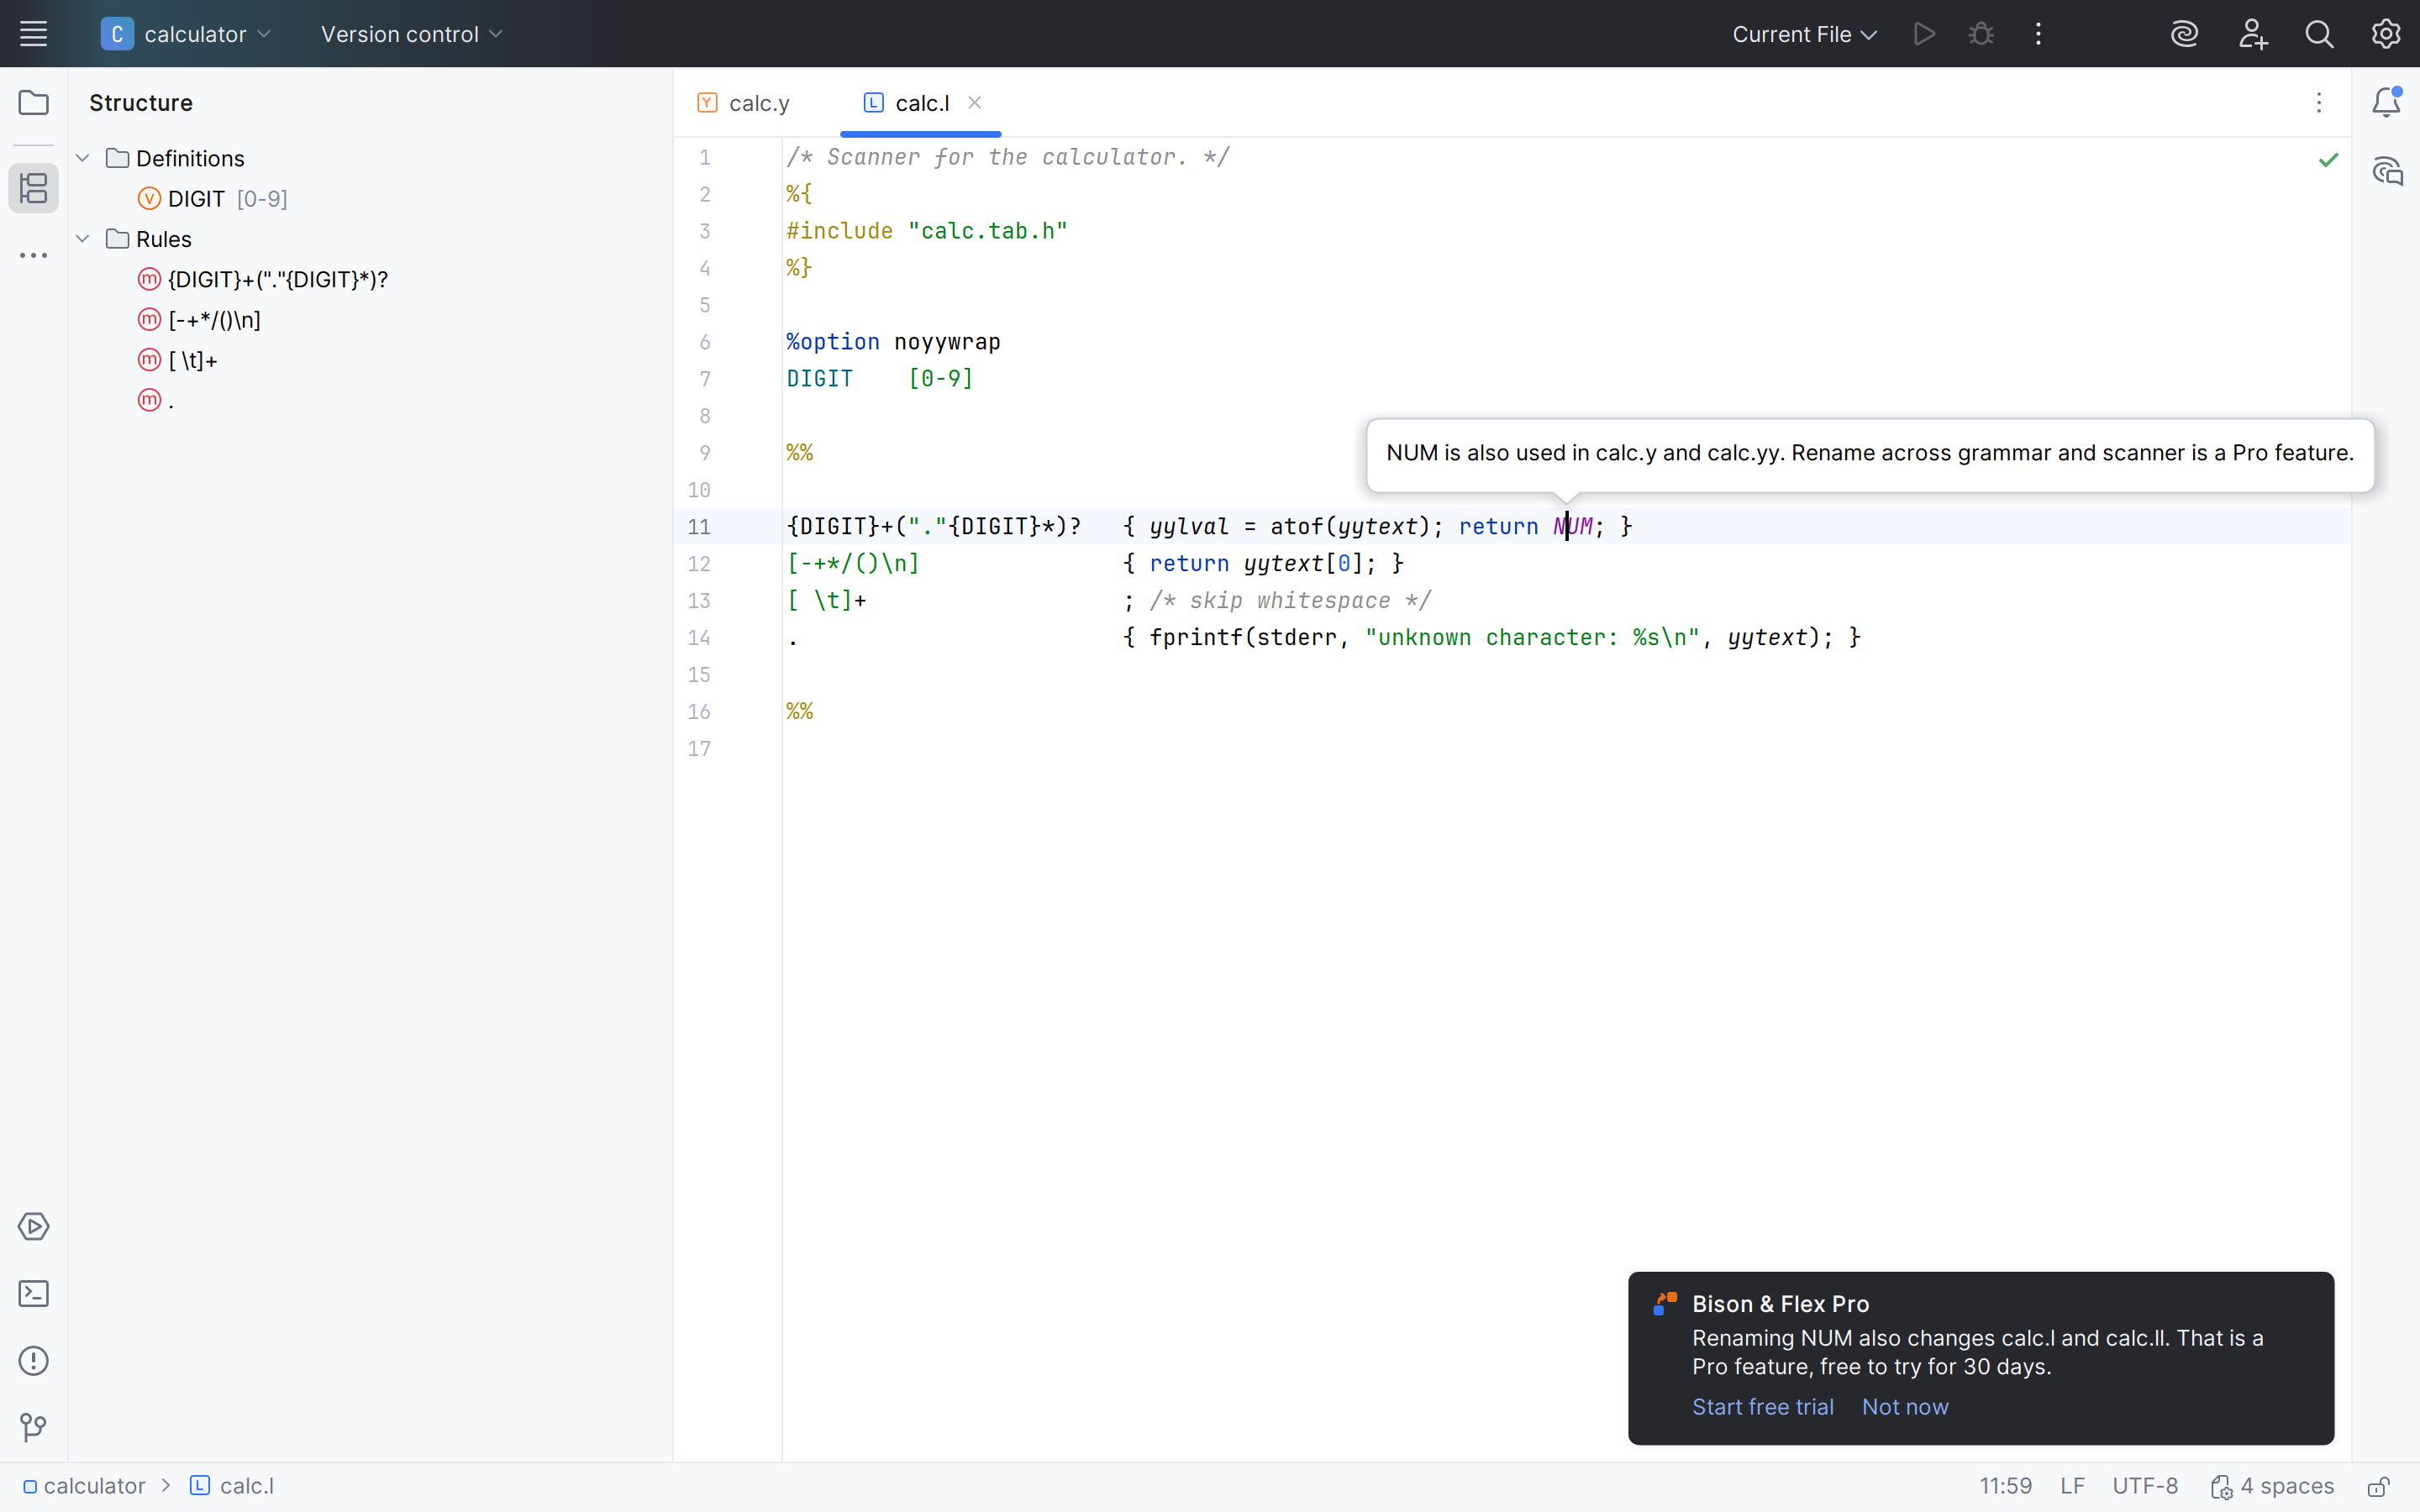 C calculator Version control Current File
Structure
Definitions
DIGIT [0-9]
Rules
{DIGIT}+("."{DIGIT}*)?
[-+*/()\n]
[ \t]+
.
calc.y calc.l
1 /* Scanner for the calculator. */
2 %{
3 #include "calc.tab.h"
4 %}
5
6 %option noyywrap
7 DIGIT    [0-9]
8
9 %%
NUM is also used in calc.y and calc.yy. Rename across grammar and scanner is a Pro feature.
10
11 {DIGIT}+("."{DIGIT}*)?   { yylval = atof(yytext); return NUM; }
12 [-+*/()\n]               { return yytext[0]; }
13 [ \t]+                   ; /* skip whitespace */
14 .                        { fprintf(stderr, "unknown character: %s\n", yytext); }
15
16 %%
17
Bison & Flex Pro
Renaming NUM also changes calc.l and calc.ll. That is a
Pro feature, free to try for 30 days.
Start free trial Not now
calculator > calc.l 11:59 LF UTF-8 4 spaces